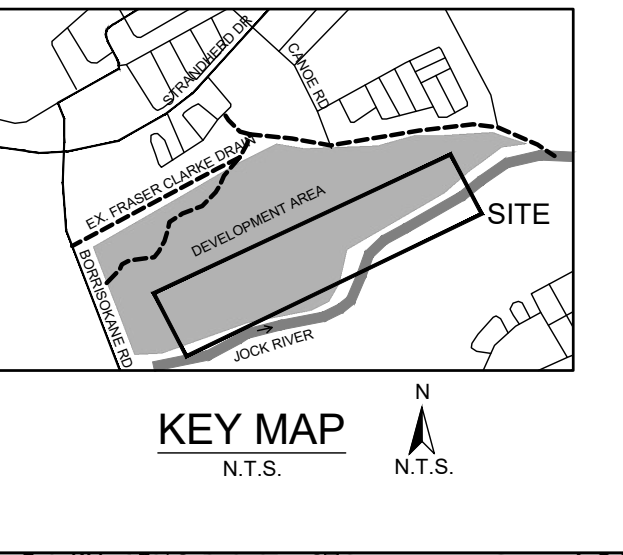 STRANDHERD DR
CANOE RD
EX. FRASER CLARKE DRAIN
DEVELOPMENT AREA
SITE
BORRISOKANE RD
JOCK RIVER
KEY MAP
N.T.S.
N
N.T.S.